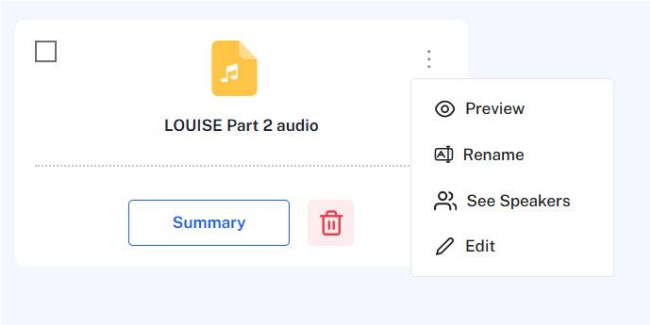 LOUISE Part 2 audio
Summary
Preview
Rename
See Speakers
Edit